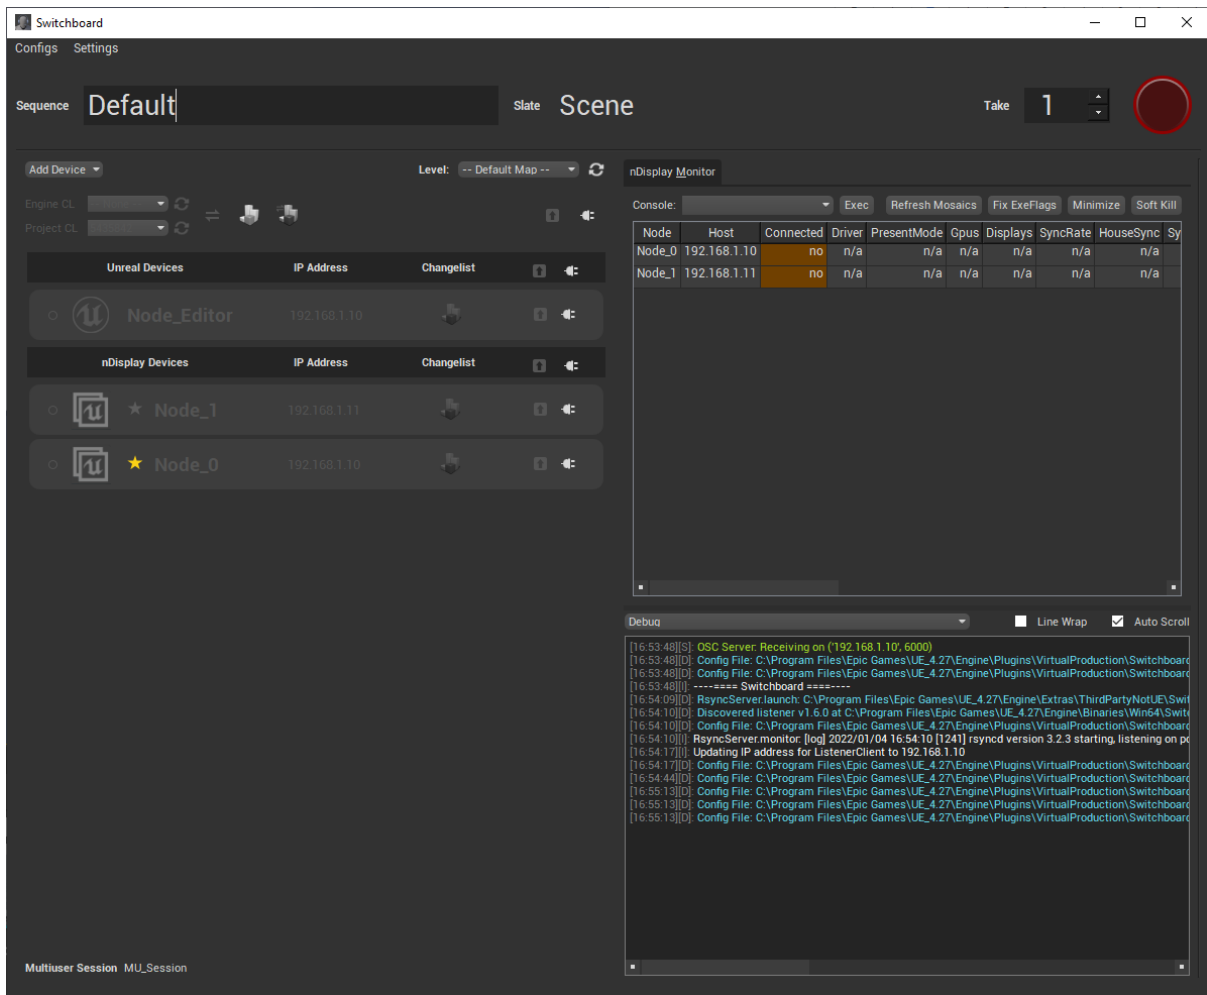 Switchboard
Configs Settings
Sequence Default Slate Scene Take 1
Add Device Level: -- Default Map --
Engine CL
Project CL
Unreal Devices IP Address Changelist
Node_Editor 192.168.1.10
nDisplay Devices IP Address Changelist
Node_1 192.168.1.11
Node_0 192.168.1.10
Multiuser Session MU_Session
nDisplay Monitor
Console: Exec Refresh Mosaics Fix ExeFlags Minimize Soft Kill
Node Host Connected Driver PresentMode Gpus Displays SyncRate HouseSync Sy
Node_0 192.168.1.10 no n/a n/a n/a n/a n/a n/a
Node_1 192.168.1.11 no n/a n/a n/a n/a n/a n/a
Debug Line Wrap Auto Scroll
[16:53:48][S]: OSC Server: Receiving on ('192.168.1.10', 6000)
[16:53:48][D]: Config File: C:\Program Files\Epic Games\UE_4.27\Engine\Plugins\VirtualProduction\Switchboard
[16:53:48][D]: Config File: C:\Program Files\Epic Games\UE_4.27\Engine\Plugins\VirtualProduction\Switchboard
[16:53:48][I]: ----==== Switchboard ====----
[16:54:09][D]: RsyncServer.launch: C:\Program Files\Epic Games\UE_4.27\Engine\Extras\ThirdPartyNotUE\Swit
[16:54:10][D]: Discovered listener v1.6.0 at C:\Program Files\Epic Games\UE_4.27\Engine\Binaries\Win64\Switc
[16:54:10][D]: Config File: C:\Program Files\Epic Games\UE_4.27\Engine\Plugins\VirtualProduction\Switchboard
[16:54:10][I]: RsyncServer.monitor: [log] 2022/01/04 16:54:10 [1241] rsyncd version 3.2.3 starting, listening on po
[16:54:17][I]: Updating IP address for ListenerClient to 192.168.1.10
[16:54:17][D]: Config File: C:\Program Files\Epic Games\UE_4.27\Engine\Plugins\VirtualProduction\Switchboard
[16:54:44][D]: Config File: C:\Program Files\Epic Games\UE_4.27\Engine\Plugins\VirtualProduction\Switchboard
[16:55:13][D]: Config File: C:\Program Files\Epic Games\UE_4.27\Engine\Plugins\VirtualProduction\Switchboard
[16:55:13][D]: Config File: C:\Program Files\Epic Games\UE_4.27\Engine\Plugins\VirtualProduction\Switchboard
[16:55:13][D]: Config File: C:\Program Files\Epic Games\UE_4.27\Engine\Plugins\VirtualProduction\Switchboard